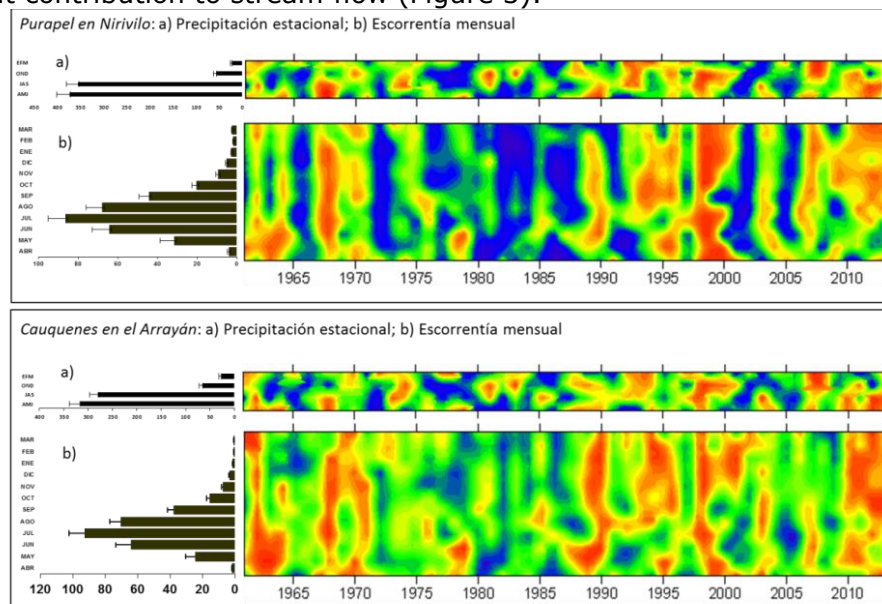 at contribution to stream flow (Figure 5).
Purapel en Nirivilo: a) Precipitación estacional; b) Escorrentía mensual
a)
EFM
OND
JAS
AMJ
450 400 350 300 250 200 150 100 50 0
b)
MAR
FEB
ENE
DIC
NOV
OCT
SEP
AGO
JUL
JUN
MAY
ABR
100 80 60 40 20 0
1965 1970 1975 1980 1985 1990 1995 2000 2005 2010
Cauquenes en el Arrayán: a) Precipitación estacional; b) Escorrentía mensual
a)
EFM
OND
JAS
AMJ
400 350 300 250 200 150 100 50 0
b)
MAR
FEB
ENE
DIC
NOV
OCT
SEP
AGO
JUL
JUN
MAY
ABR
120 100 80 60 40 20 0
1965 1970 1975 1980 1985 1990 1995 2000 2005 2010